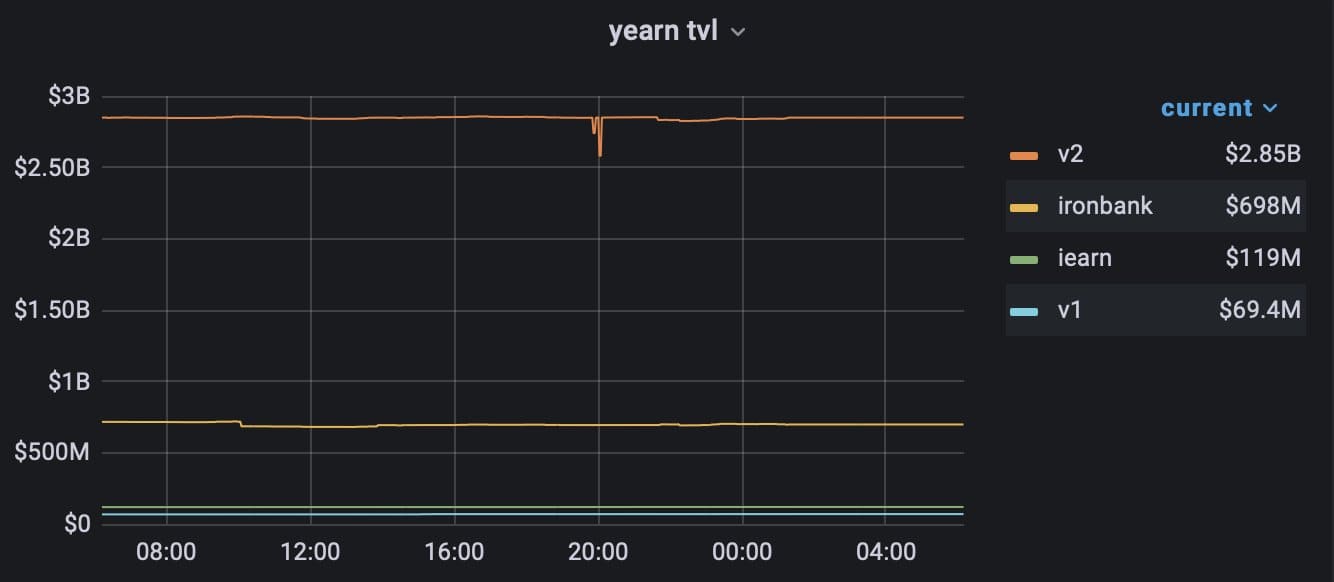 yearn tvl
$3B
$2.50B
$2B
$1.50B
$1B
$500M
$0
08:00 12:00 16:00 20:00 00:00 04:00
current
v2 $2.85B
ironbank $698M
iearn $119M
v1 $69.4M